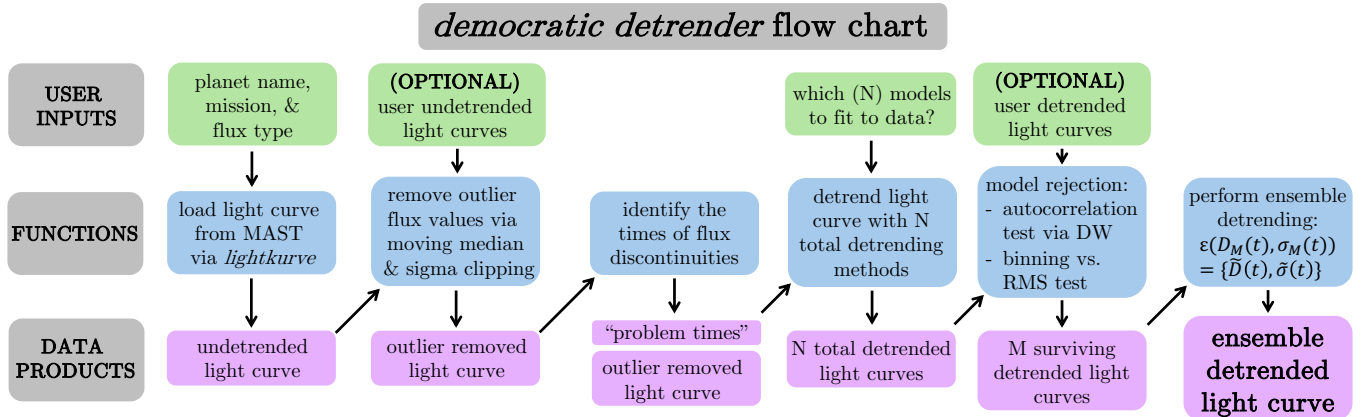 democratic detrender flow chart
USER
INPUTS
planet name,
mission, &
flux type
(OPTIONAL)
user undetrended
light curves
which (N) models
to fit to data?
(OPTIONAL)
user detrended
light curves
FUNCTIONS
load light curve
from MAST
via lightkurve
remove outlier
flux values via
moving median
& sigma clipping
identify the
times of flux
discontinuities
detrend light
curve with N
total detrending
methods
model rejection:
- autocorrelation
test via DW
- binning vs.
RMS test
perform ensemble
detrending:
ε(D_M(t), σ_M(t))
= {D̃(t), σ̃(t)}
DATA
PRODUCTS
undetrended
light curve
outlier removed
light curve
“problem times”
outlier removed
light curve
N total detrended
light curves
M surviving
detrended light
curves
ensemble
detrended
light curve